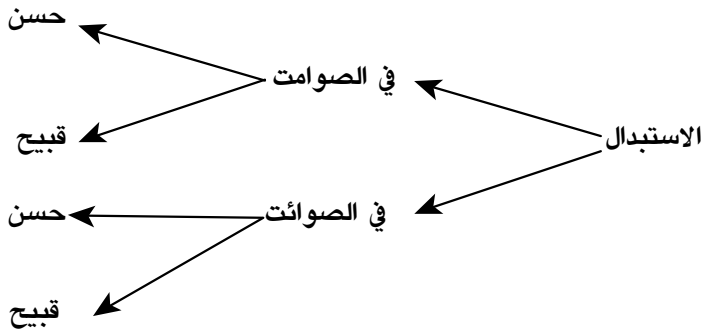 الاستبدال
في الصوامت
حسن
قبيح
في الصوائت
حسن
قبيح